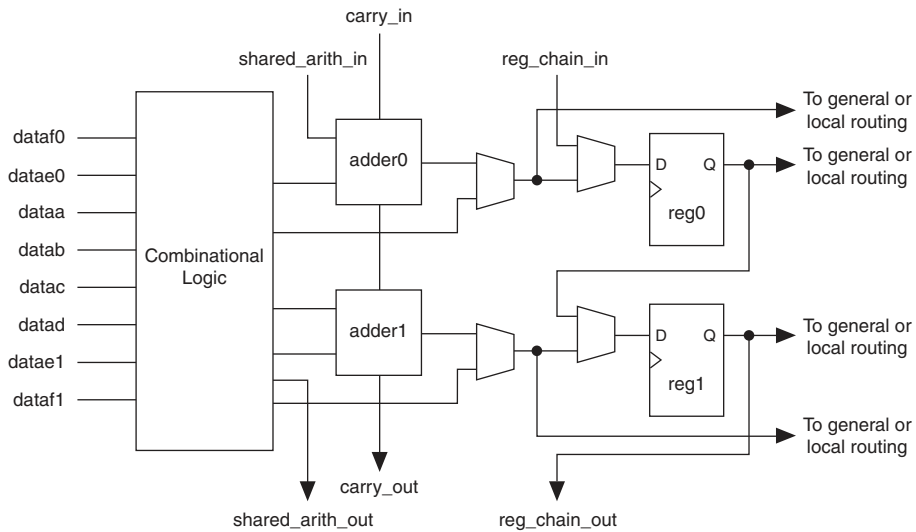 carry_in
shared_arith_in
reg_chain_in
To general or
local routing
dataf0
datae0
dataa
datab
datac
datad
datae1
dataf1
Combinational
Logic
adder0
D
Q
reg0
To general or
local routing
adder1
D
Q
reg1
To general or
local routing
To general or
local routing
carry_out
shared_arith_out
reg_chain_out